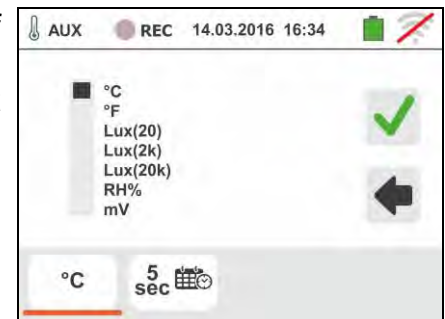 AUX REC 14.03.2016 16:34
°C
°F
Lux(20)
Lux(2k)
Lux(20k)
RH%
mV
°C 5 sec